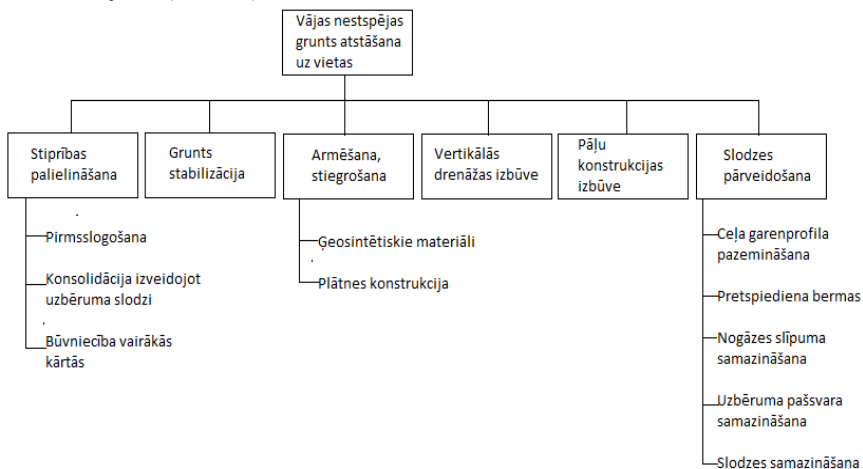 Vājas nestspējas
grunts atstāšana
uz vietas
Stiprības
palielināšana
Grunts
stabilizācija
Armēšana,
stiegrošana
Vertikālās
drenāžas izbūve
Pāļu
konstrukcijas
izbūve
Slodzes
pārveidošana
Pirmsslogošana
Konsolidācija izveidojot
uzbēruma slodzi
Būvniecība vairākās
kārtās
Ģeosintētiskie materiāli
Plātnes konstrukcija
Ceļa garenprofila
pazemināšana
Pretspiediena bermas
Nogāzes slīpuma
samazināšana
Uzbēruma pašsvara
samazināšana
Slodzes samazināšana